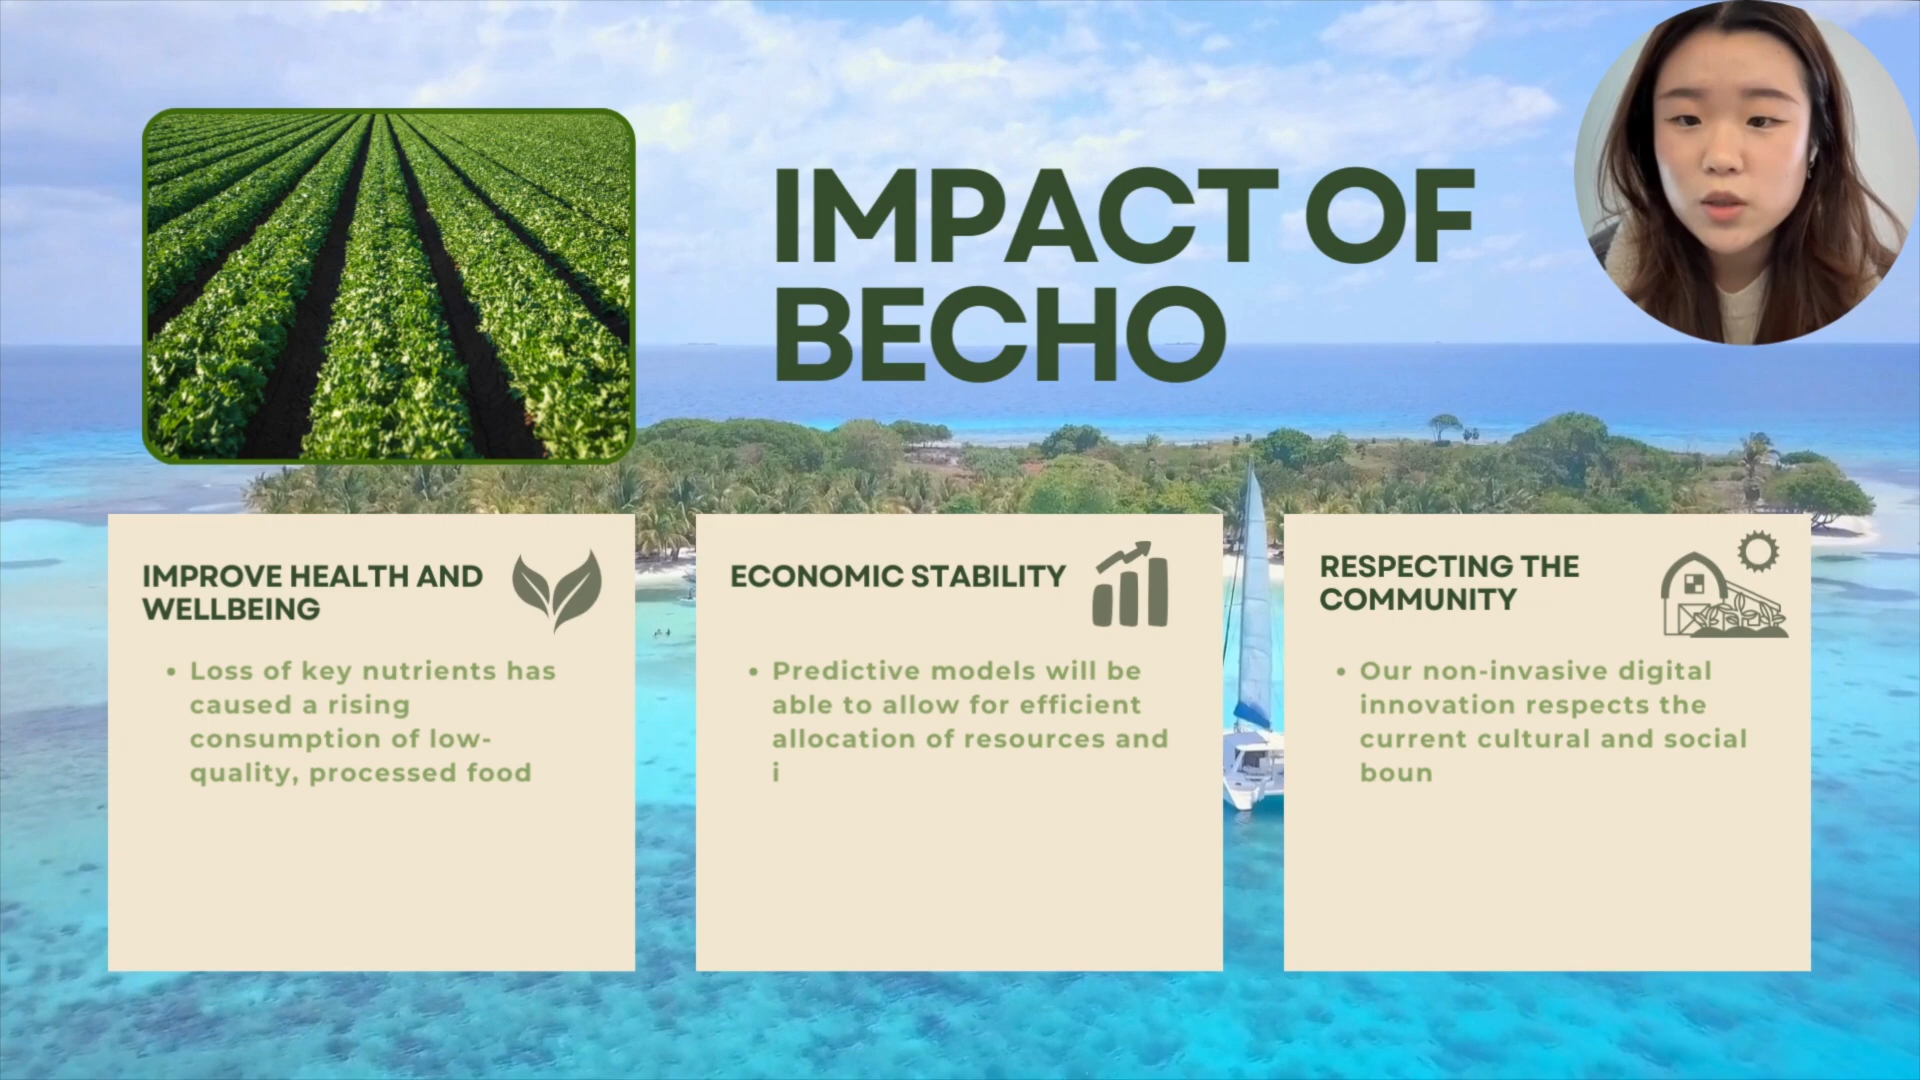 IMPACT OF
BECHO
IMPROVE HEALTH AND
WELLBEING
• Loss of key nutrients has
caused a rising
consumption of low-
quality, processed food
ECONOMIC STABILITY
• Predictive models will be
able to allow for efficient
allocation of resources and
i
RESPECTING THE
COMMUNITY
• Our non-invasive digital
innovation respects the
current cultural and social
boun